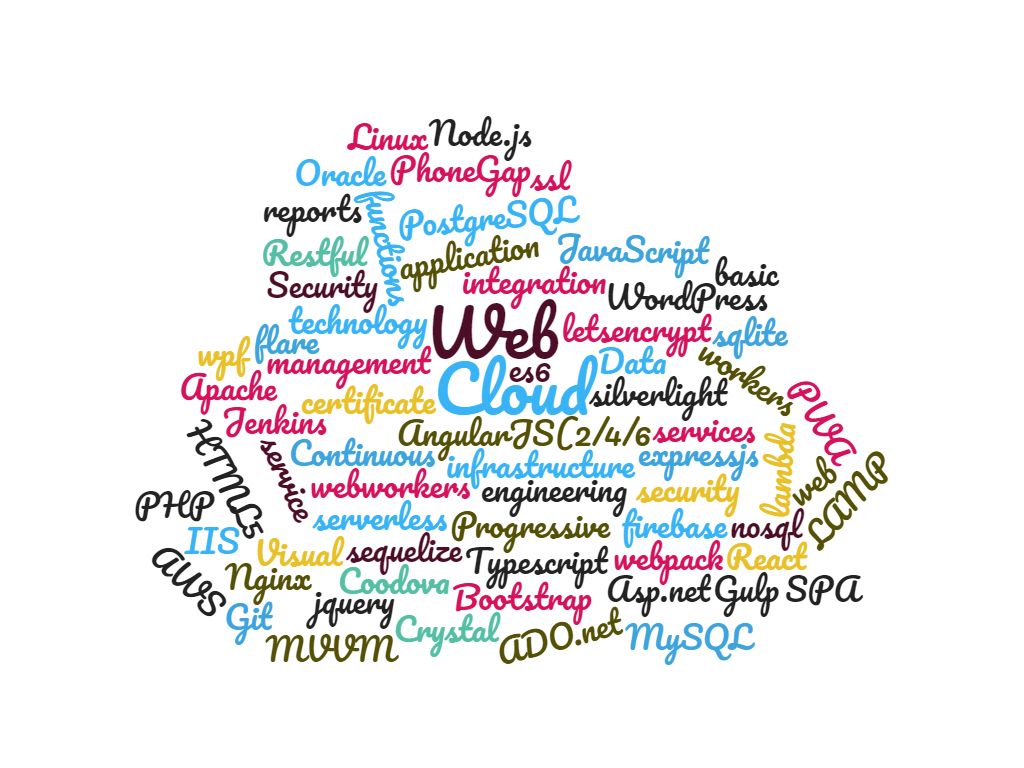 Linux Node.js
Oracle PhoneGap ssl
reports functions PostgreSQL
Restful application JavaScript
Security integration basic
WordPress
technology Web letsencrypt sqlite
wpf flare management es6 Data workers
Apache certificate Cloud silverlight PWA
Jenkins AngularJS(2/4/6 services
HTML5 service Continuous infrastructure expressjs lambda
webworkers engineering security web LAMP
PHP serverless Progressive firebase nosql
IIS Visual sequelize Typescript webpack React
AWS Nginx Coodova Bootstrap Asp.net Gulp SPA
Git jquery Crystal ADO.net MySQL
MVVM